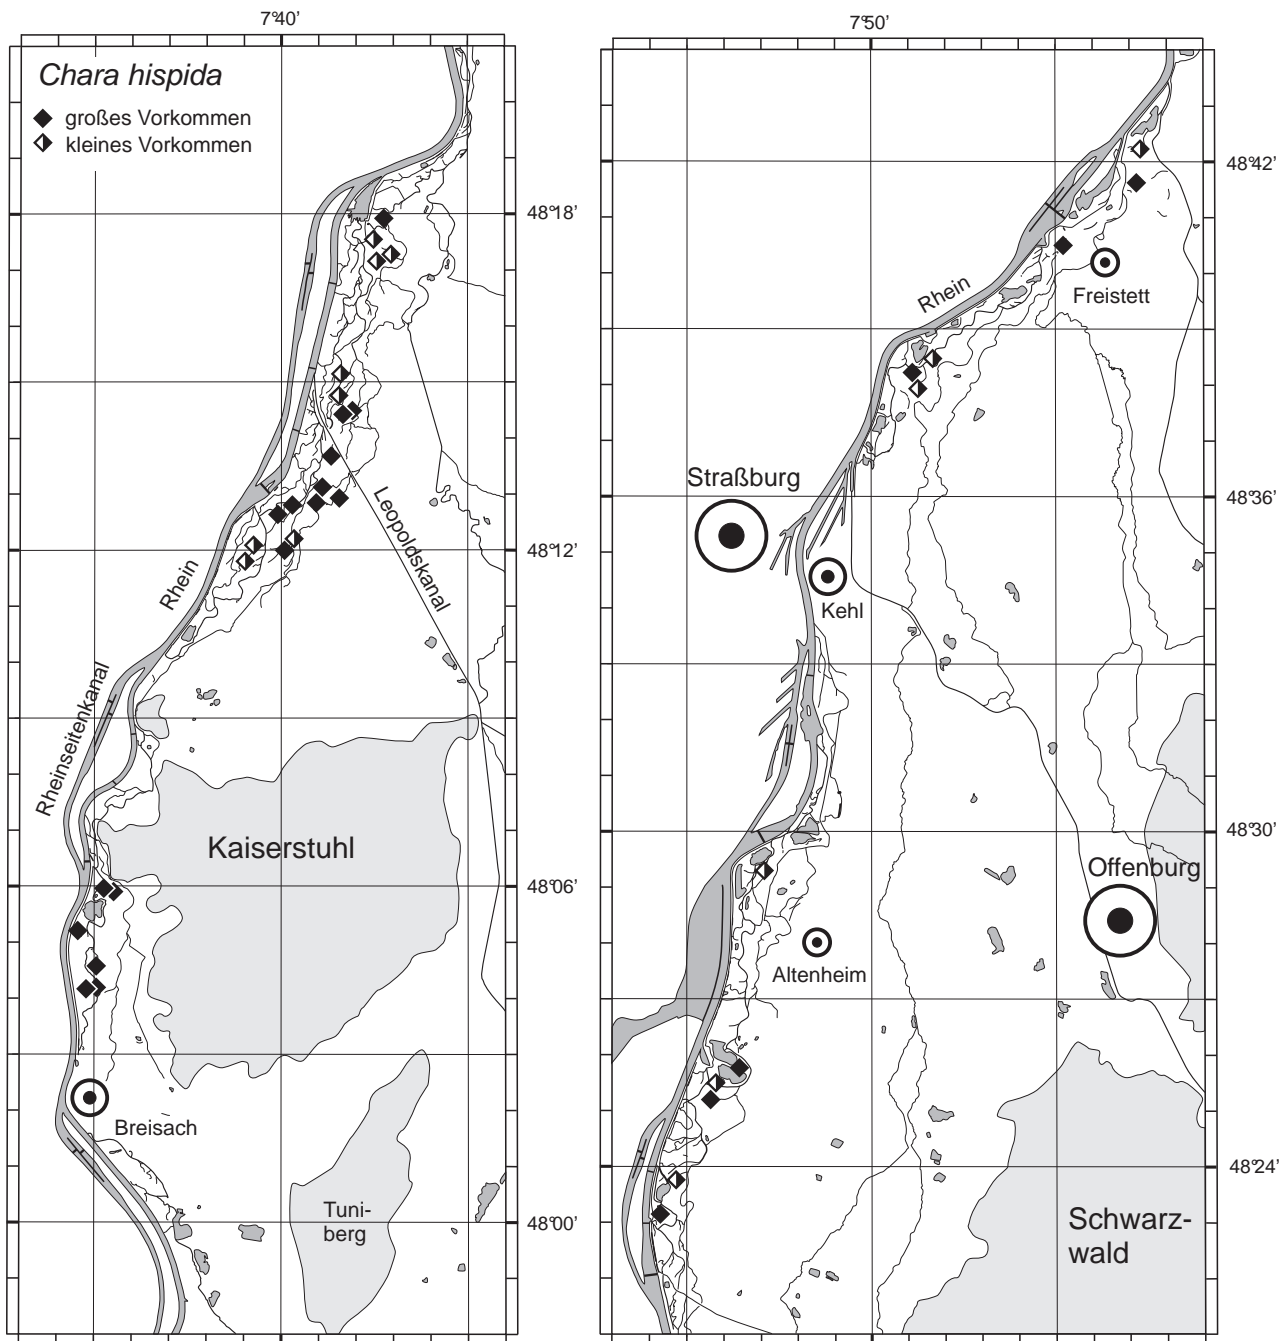 7°40'
Chara hispida
großes Vorkommen
kleines Vorkommen
48°18'
Leopoldskanal
48°12'
Rhein
Rheinseitenkanal
Kaiserstuhl
48°06'
Breisach
Tuni-
berg
48°00'
7°50'
48°42'
Freistett
Rhein
Straßburg
48°36'
Kehl
48°30'
Offenburg
Altenheim
48°24'
Schwarz-
wald